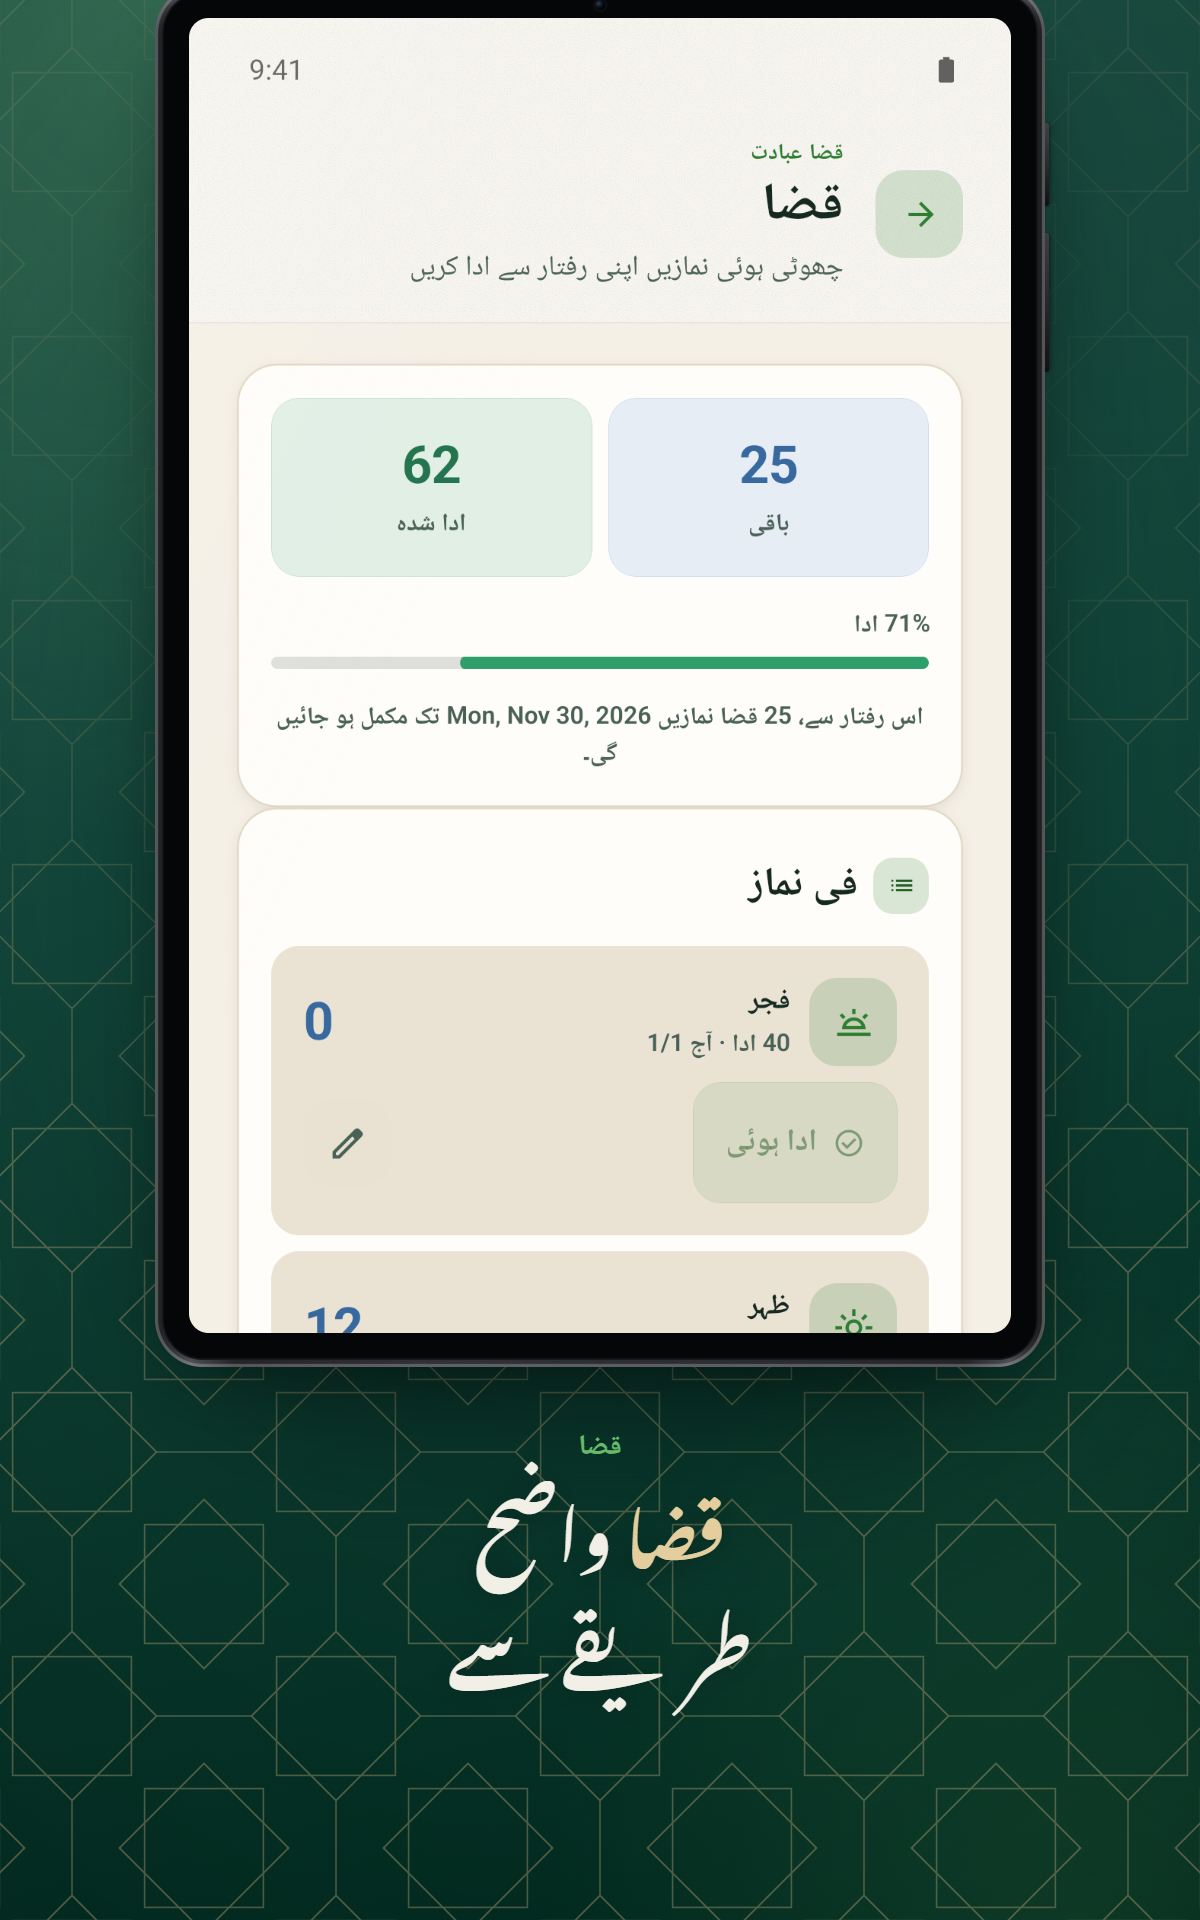 9:41
قضا عبادت
قضا
چھوٹی ہوئی نمازیں اپنی رفتار سے ادا کریں
25
باقی
62
ادا شدہ
71% ادا
اس رفتار سے، 25 قضا نمازیں Mon, Nov 30, 2026 تک مکمل ہو جائیں
گی۔
فی نماز
فجر
40 ادا · آج 1/1
0
ادا ہوئی
ظہر
12
قضا
قضا واضح
طریقے سے